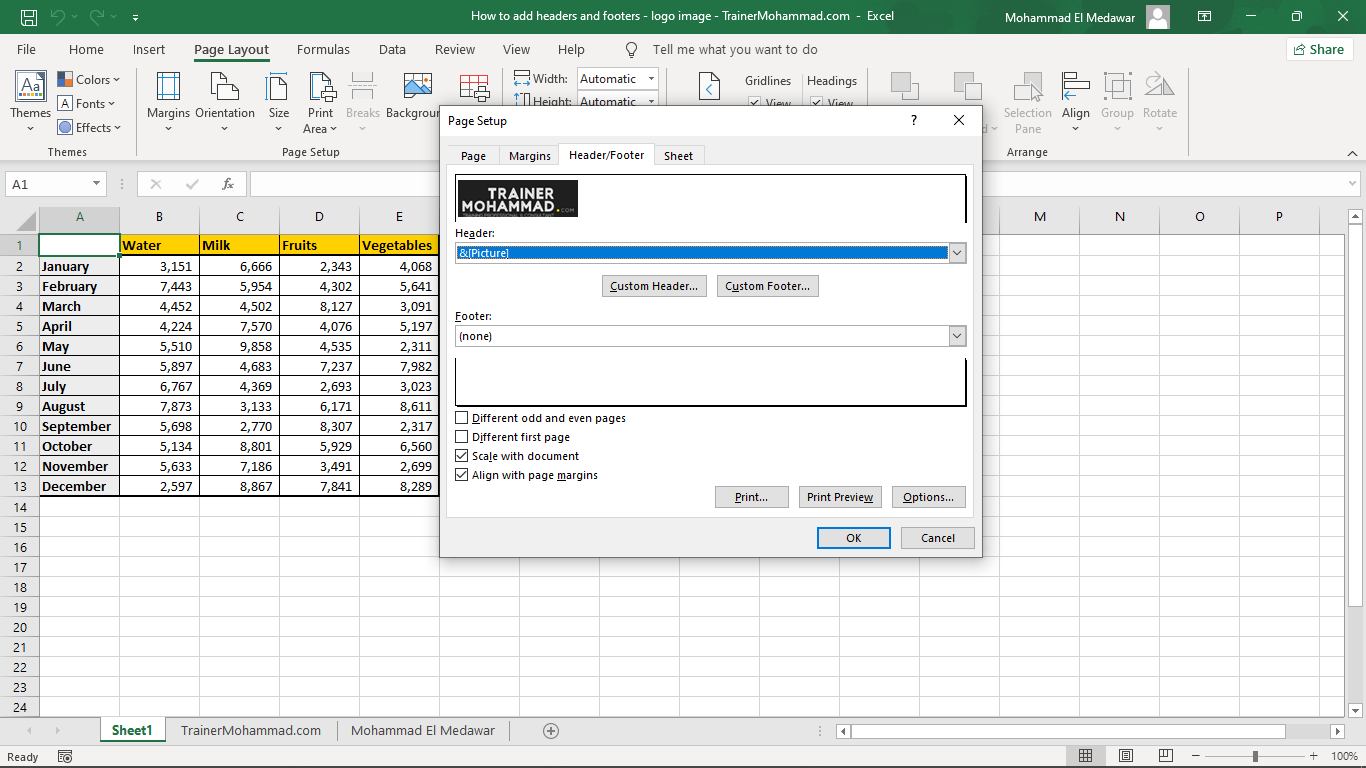 How to add headers and footers - logo image - TrainerMohammad.com - Excel
Mohammad El Medawar
File Home Insert Page Layout Formulas Data Review View Help Tell me what you want to do Share
Themes Colors Fonts Effects Margins Orientation Size Print Area Breaks Background Width: Automatic Height: Automatic Gridlines View Headings View Selection Pane Align Group Rotate
Themes Page Setup Arrange
A1 fx
Page Setup ?
Page Margins Header/Footer Sheet
TRAINER
MOHAMMAD.COM
TRAINING PROFESSIONAL & CONSULTANT
Header:
&[Picture]
Custom Header... Custom Footer...
Footer:
(none)
Different odd and even pages
Different first page
Scale with document
Align with page margins
Print... Print Preview Options...
OK Cancel
A B C D E M N O P
1 Water Milk Fruits Vegetables
2 January 3,151 6,666 2,343 4,068
3 February 7,443 5,954 4,302 5,641
4 March 4,452 4,502 8,127 3,091
5 April 4,224 7,570 4,076 5,197
6 May 5,510 9,858 4,535 2,311
7 June 5,897 4,683 7,237 7,982
8 July 6,767 4,369 2,693 3,023
9 August 7,873 3,133 6,171 8,611
10 September 5,698 2,770 8,307 2,317
11 October 5,134 8,801 5,929 6,560
12 November 5,633 7,186 3,491 2,699
13 December 2,597 8,867 7,841 8,289
14
15
16
17
18
19
20
21
22
23
24
Sheet1 TrainerMohammad.com Mohammad El Medawar
Ready 100%